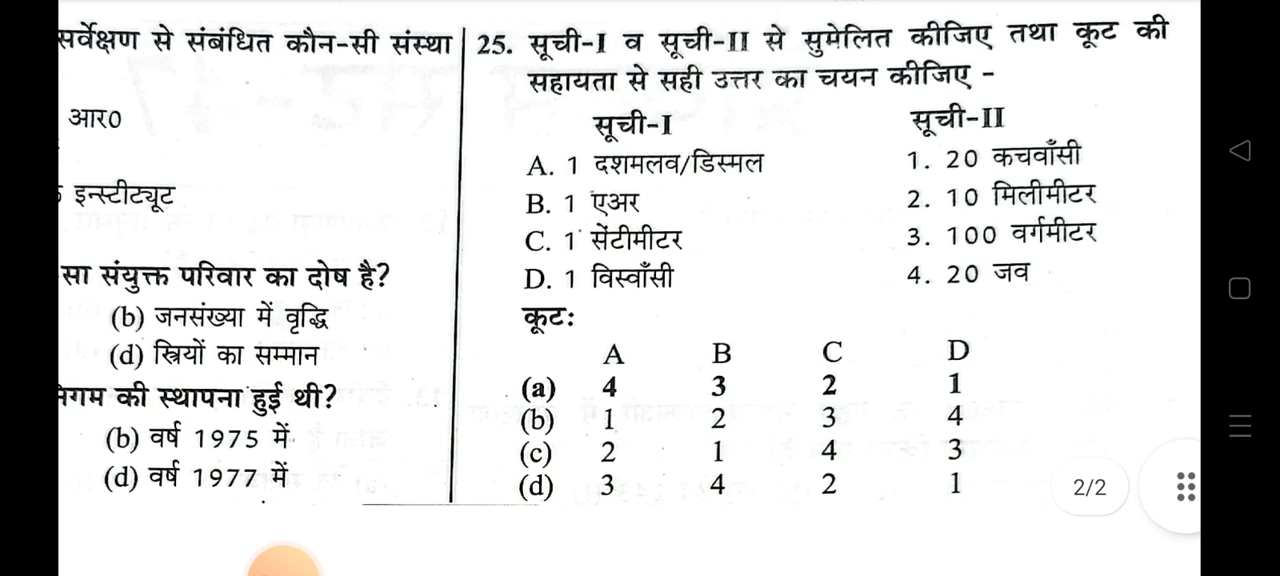 सर्वेक्षण से संबंधित कौन-सी संस्था
आर0
इन्स्टीट्यूट
सा संयुक्त परिवार का दोष है?
(b) जनसंख्या में वृद्धि
(d) स्त्रियों का सम्मान
की स्थापना हुई थी?
(b) वर्ष 1975 में
(d) वर्ष 1977 में
25. सूची-I व सूची-II से सुमेलित कीजिए तथा कूट की
सहायता से सही उत्तर का चयन कीजिए -
सूची-I सूची-II
A. 1 दशमलव/डिस्मल 1. 20 कचवाँसी
B. 1 एअर 2. 10 मिलीमीटर
C. 1 सेंटीमीटर 3. 100 वर्गमीटर
D. 1 विस्वाँसी 4. 20 जव
कूटः
A B C D
(a) 4 3 2 1
(b) 1 2 3 4
(c) 2 1 4 3
(d) 3 4 2 1
2/2